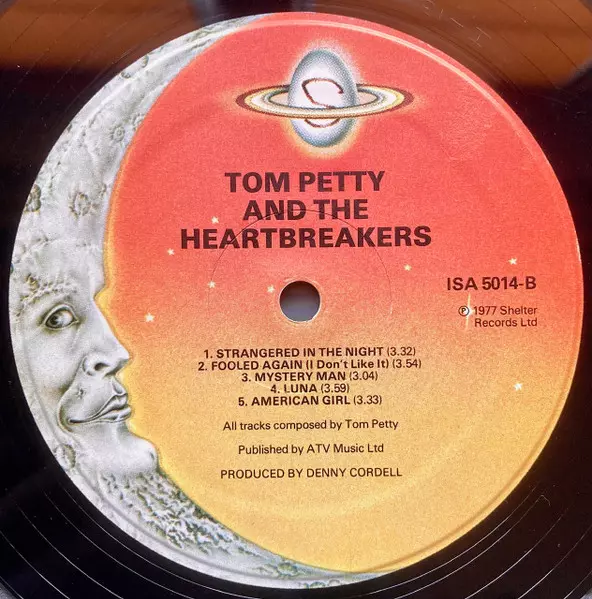 S
TOM PETTY
AND THE
HEARTBREAKERS
ISA 5014-B
℗ 1977 Shelter
Records Ltd
1. STRANGERED IN THE NIGHT (3.32)
2. FOOLED AGAIN (I Don't Like It) (3.54)
3. MYSTERY MAN (3.04)
4. LUNA (3.59)
5. AMERICAN GIRL (3.33)
All tracks composed by Tom Petty
Published by ATV Music Ltd
PRODUCED BY DENNY CORDELL